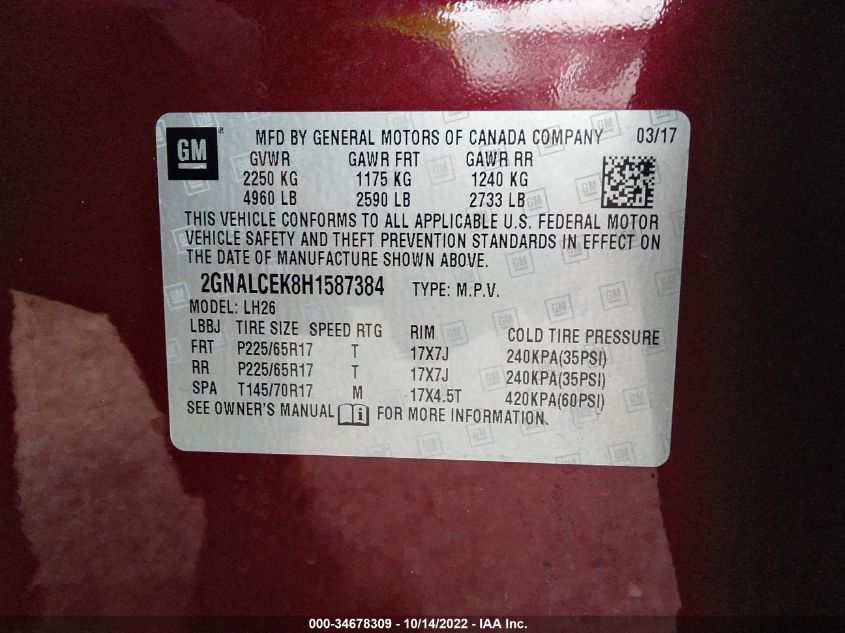 GM MFD BY GENERAL MOTORS OF CANADA COMPANY 03/17
GVWR GAWR FRT GAWR RR
2250 KG 1175 KG 1240 KG
4960 LB 2590 LB 2733 LB
THIS VEHICLE CONFORMS TO ALL APPLICABLE U.S. FEDERAL MOTOR
VEHICLE SAFETY AND THEFT PREVENTION STANDARDS IN EFFECT ON
THE DATE OF MANUFACTURE SHOWN ABOVE.
2GNALCEK8H1587384 TYPE: M.P.V.
MODEL: LH26
LBBJ TIRE SIZE SPEED RTG RIM COLD TIRE PRESSURE
FRT P225/65R17 T 17X7J 240KPA(35PSI)
RR P225/65R17 T 17X7J 240KPA(35PSI)
SPA T145/70R17 M 17X4.5T 420KPA(60PSI)
SEE OWNER'S MANUAL FOR MORE INFORMATION.
000-34678309 - 10/14/2022 - IAA Inc.